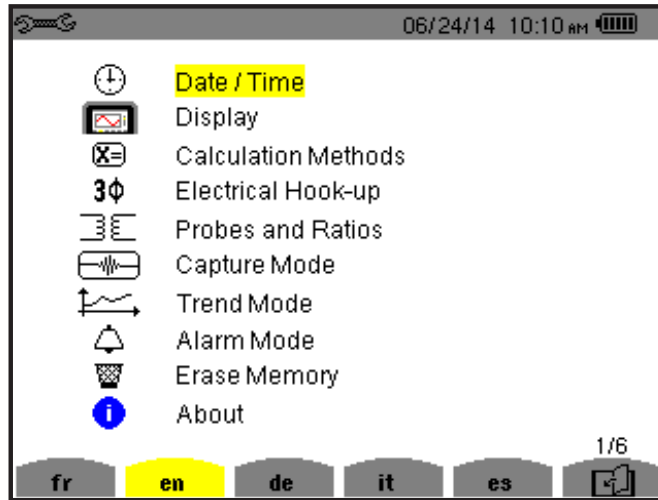 06/24/14 10:10 AM
Date / Time
Display
X= Calculation Methods
3Φ Electrical Hook-up
Probes and Ratios
Capture Mode
Trend Mode
Alarm Mode
Erase Memory
i About
1/6
fr en de it es